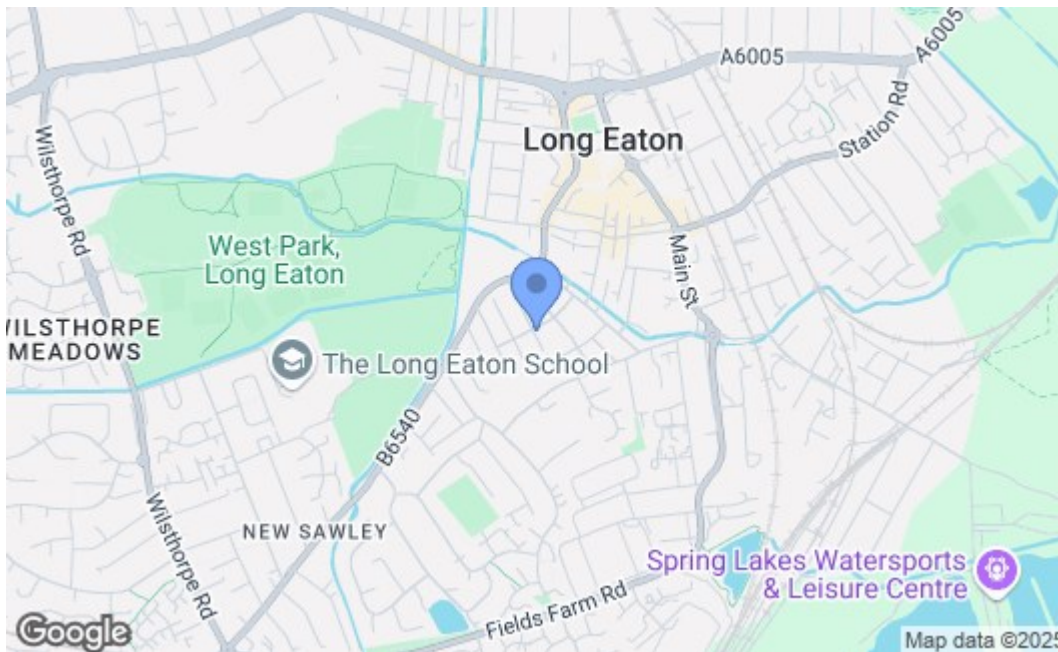 A6005
A6005
Station Rd
Long Eaton
Wilsthorpe Rd
West Park,
Long Eaton
Main St
WILSTHORPE
MEADOWS
The Long Eaton School
B6540
Wilsthorpe Rd
NEW SAWLEY
Spring Lakes Watersports
& Leisure Centre
Fields Farm Rd
Google
Map data ©2025